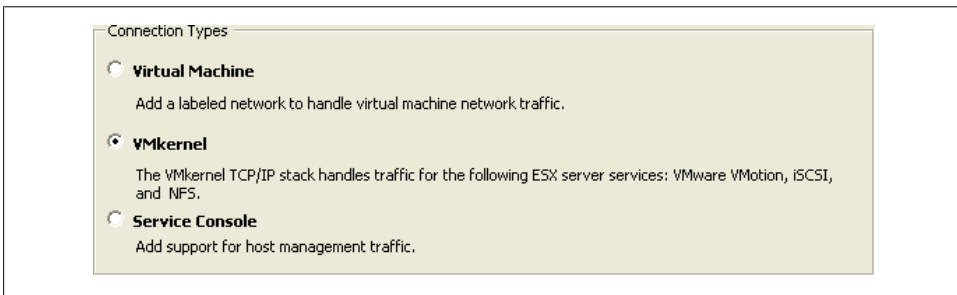 Connection Types
Virtual Machine
Add a labeled network to handle virtual machine network traffic.
VMkernel
The VMkernel TCP/IP stack handles traffic for the following ESX server services: VMware VMotion, iSCSI,
and NFS.
Service Console
Add support for host management traffic.